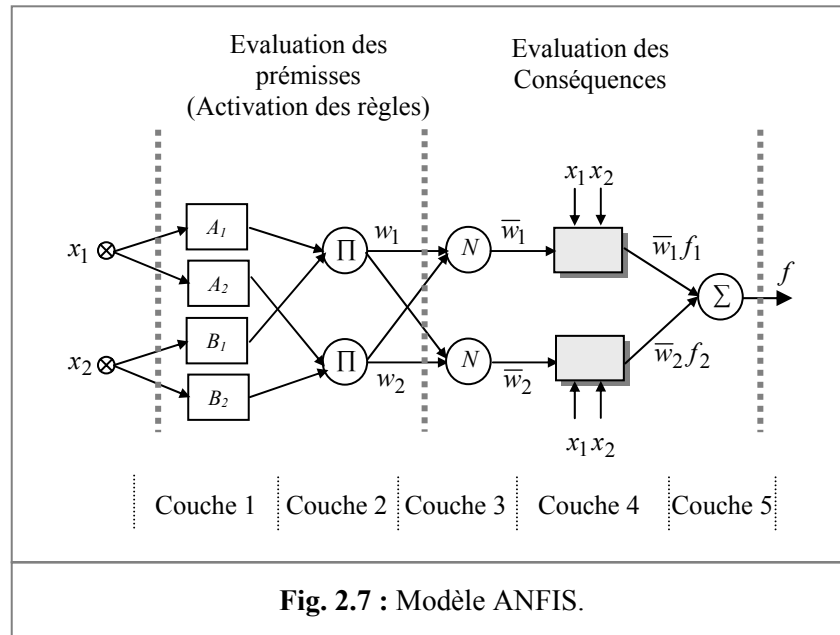 Evaluation des
prémisses
(Activation des règles)
Evaluation des
Conséquences
x₁ x₂
x₁
A₁
A₂
Π
w₁
N
w̅₁
w̅₁f₁
x₂
B₁
B₂
Π
w₂
N
w̅₂
w̅₂f₂
Σ
f
x₁ x₂
Couche 1 Couche 2 Couche 3 Couche 4 Couche 5
Fig. 2.7 : Modèle ANFIS.